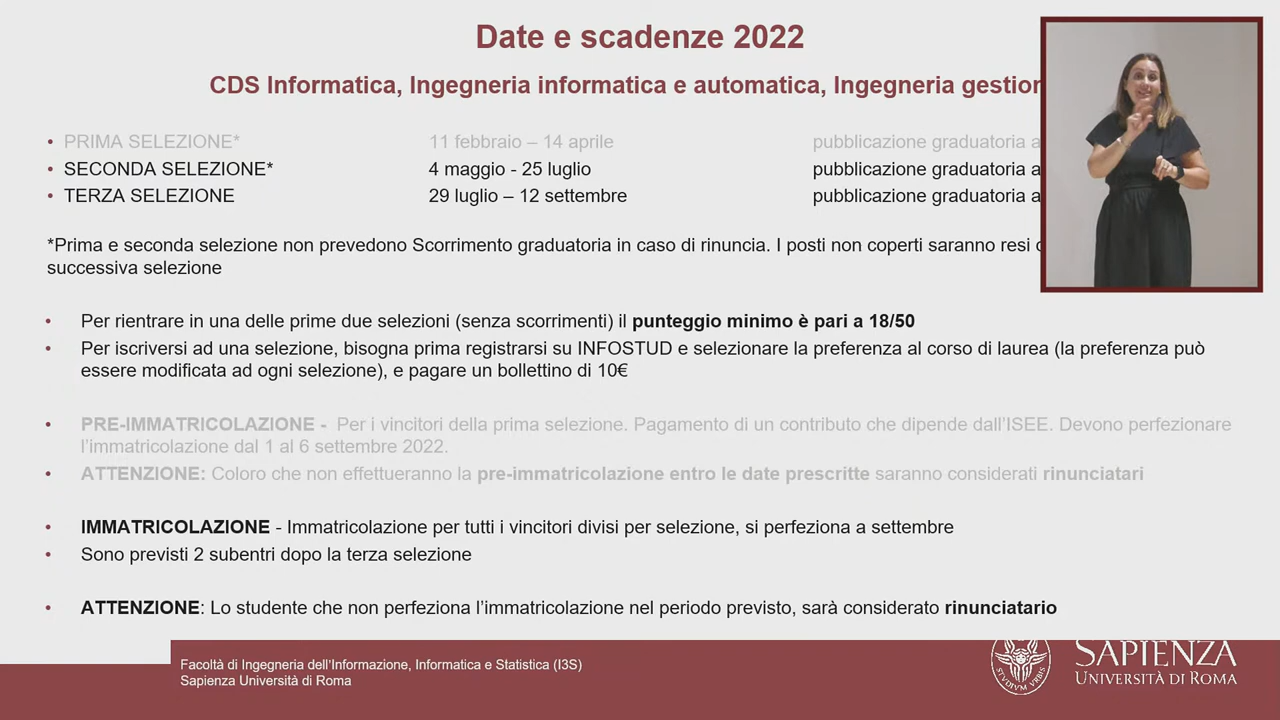 Date e scadenze 2022
CDS Informatica, Ingegneria informatica e automatica, Ingegneria
• PRIMA SELEZIONE* 11 febbraio – 14 aprile pubblicazione graduatoria
• SECONDA SELEZIONE* 4 maggio - 25 luglio pubblicazione graduatoria
• TERZA SELEZIONE 29 luglio – 12 settembre pubblicazione graduatoria
*Prima e seconda selezione non prevedono Scorrimento graduatoria in caso di rinuncia. I posti non coperti saranno resi
successiva selezione
• Per rientrare in una delle prime due selezioni (senza scorrimenti) il punteggio minimo è pari a 18/50
• Per iscriversi ad una selezione, bisogna prima registrarsi su INFOSTUD e selezionare la preferenza al corso di laurea (la preferenza può
essere modificata ad ogni selezione), e pagare un bollettino di 10€
• PRE-IMMATRICOLAZIONE - Per i vincitori della prima selezione. Pagamento di un contributo che dipende dall'ISEE. Devono perfezionare
l'immatricolazione dal 1 al 6 settembre 2022.
• ATTENZIONE: Coloro che non effettueranno la pre-immatricolazione entro le date prescritte saranno considerati rinunciatari
• IMMATRICOLAZIONE - Immatricolazione per tutti i vincitori divisi per selezione, si perfeziona a settembre
• Sono previsti 2 subentri dopo la terza selezione
• ATTENZIONE: Lo studente che non perfeziona l'immatricolazione nel periodo previsto, sarà considerato rinunciatario
Facoltà di Ingegneria dell'Informazione, Informatica e Statistica (I3S)
Sapienza Università di Roma
STUDIUM URBIS
SAPIENZA
UNIVERSITÀ DI ROMA